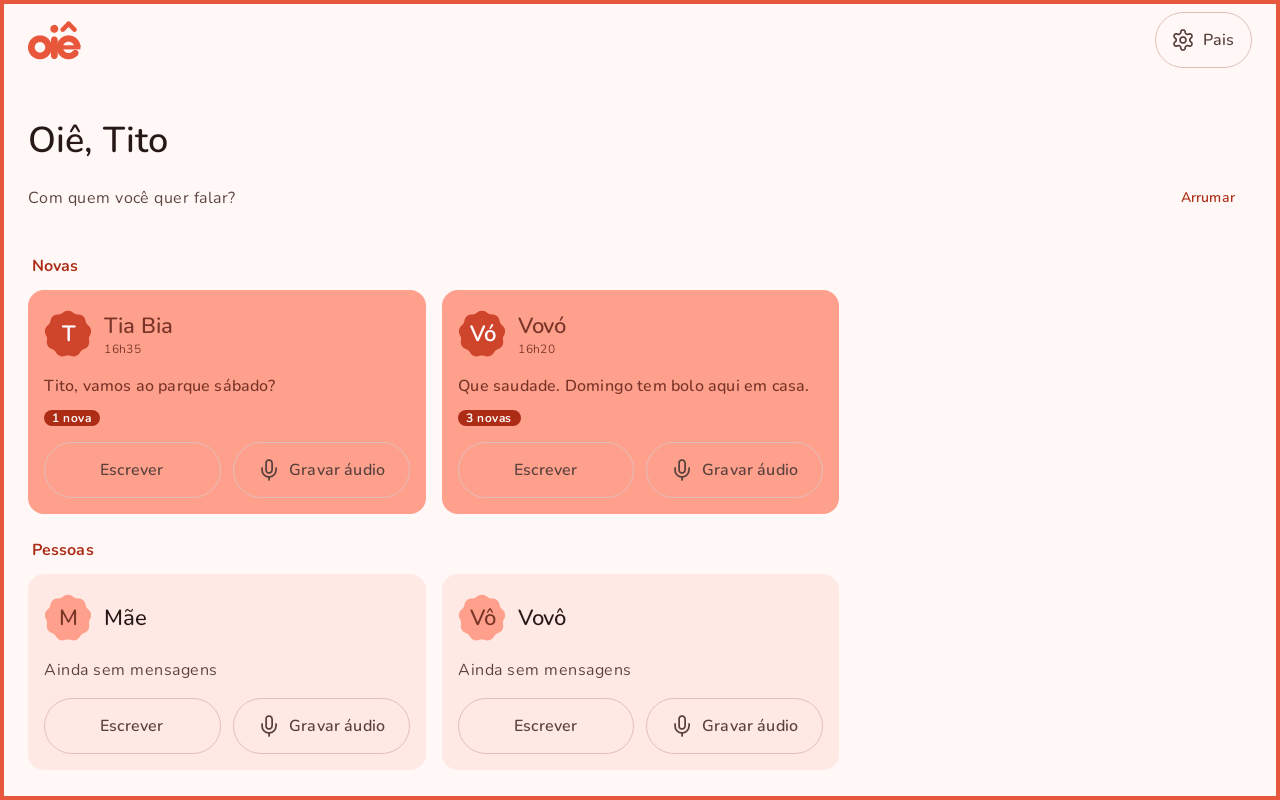 oiê
Pais
Oiê, Tito
Com quem você quer falar?
Arrumar
Novas
T
Tia Bia
16h35
Tito, vamos ao parque sábado?
1 nova
Escrever
Gravar áudio
Vó
Vovó
16h20
Que saudade. Domingo tem bolo aqui em casa.
3 novas
Escrever
Gravar áudio
Pessoas
M
Mãe
Ainda sem mensagens
Escrever
Gravar áudio
Vô
Vovô
Ainda sem mensagens
Escrever
Gravar áudio